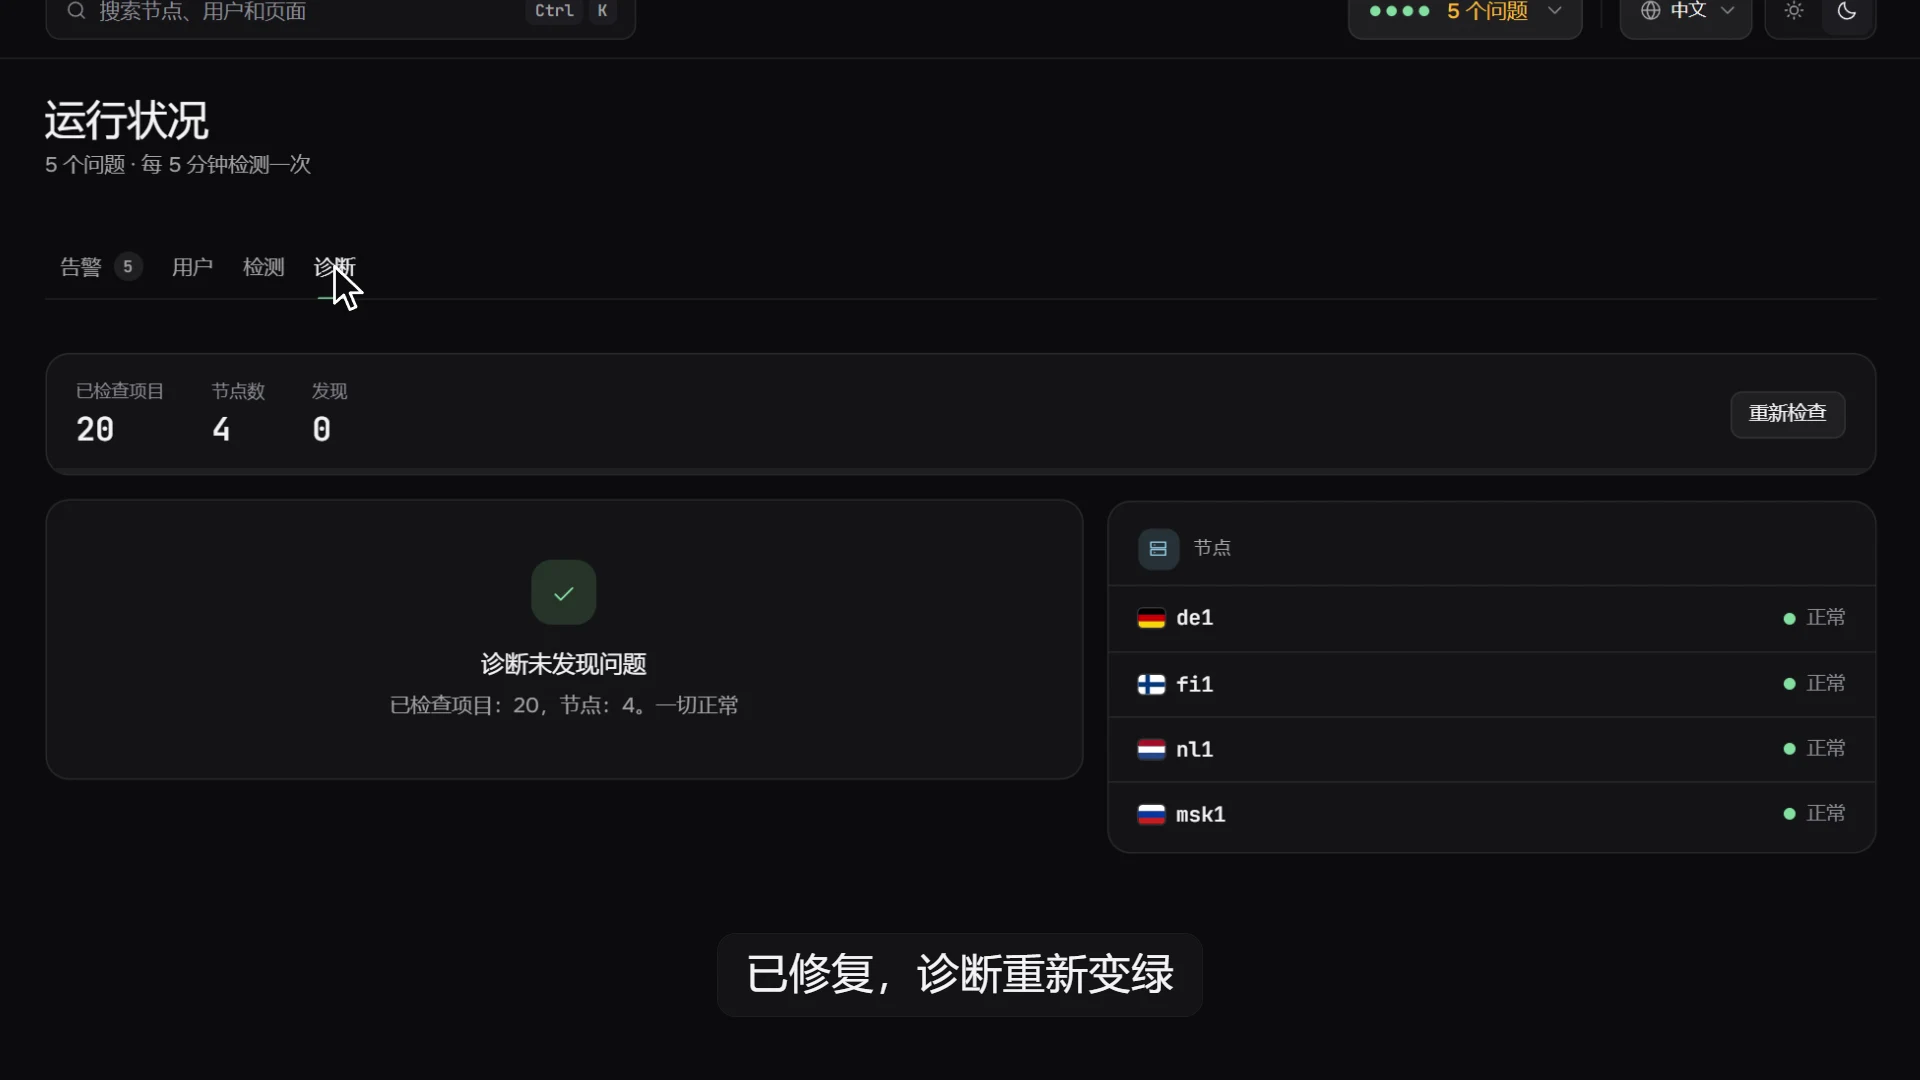 搜索节点、用户和页面 Ctrl K 5 个问题 中文
运行状况
5 个问题 · 每 5 分钟检测一次
告警 5 用户 检测 诊断
已检查项目 节点数 发现
20 4 0
重新检查
诊断未发现问题
已检查项目：20，节点：4。一切正常
节点
de1 正常
fi1 正常
nl1 正常
msk1 正常
已修复，诊断重新变绿